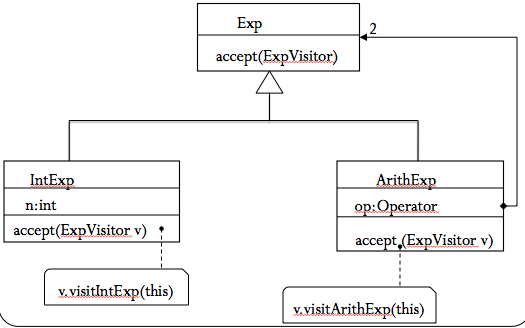 Exp
2
accept(ExpVisitor)
IntExp
n:int
accept(ExpVisitor v)
v.visitIntExp(this)
ArithExp
op:Operator
accept (ExpVisitor v)
v.visitArithExp(this)